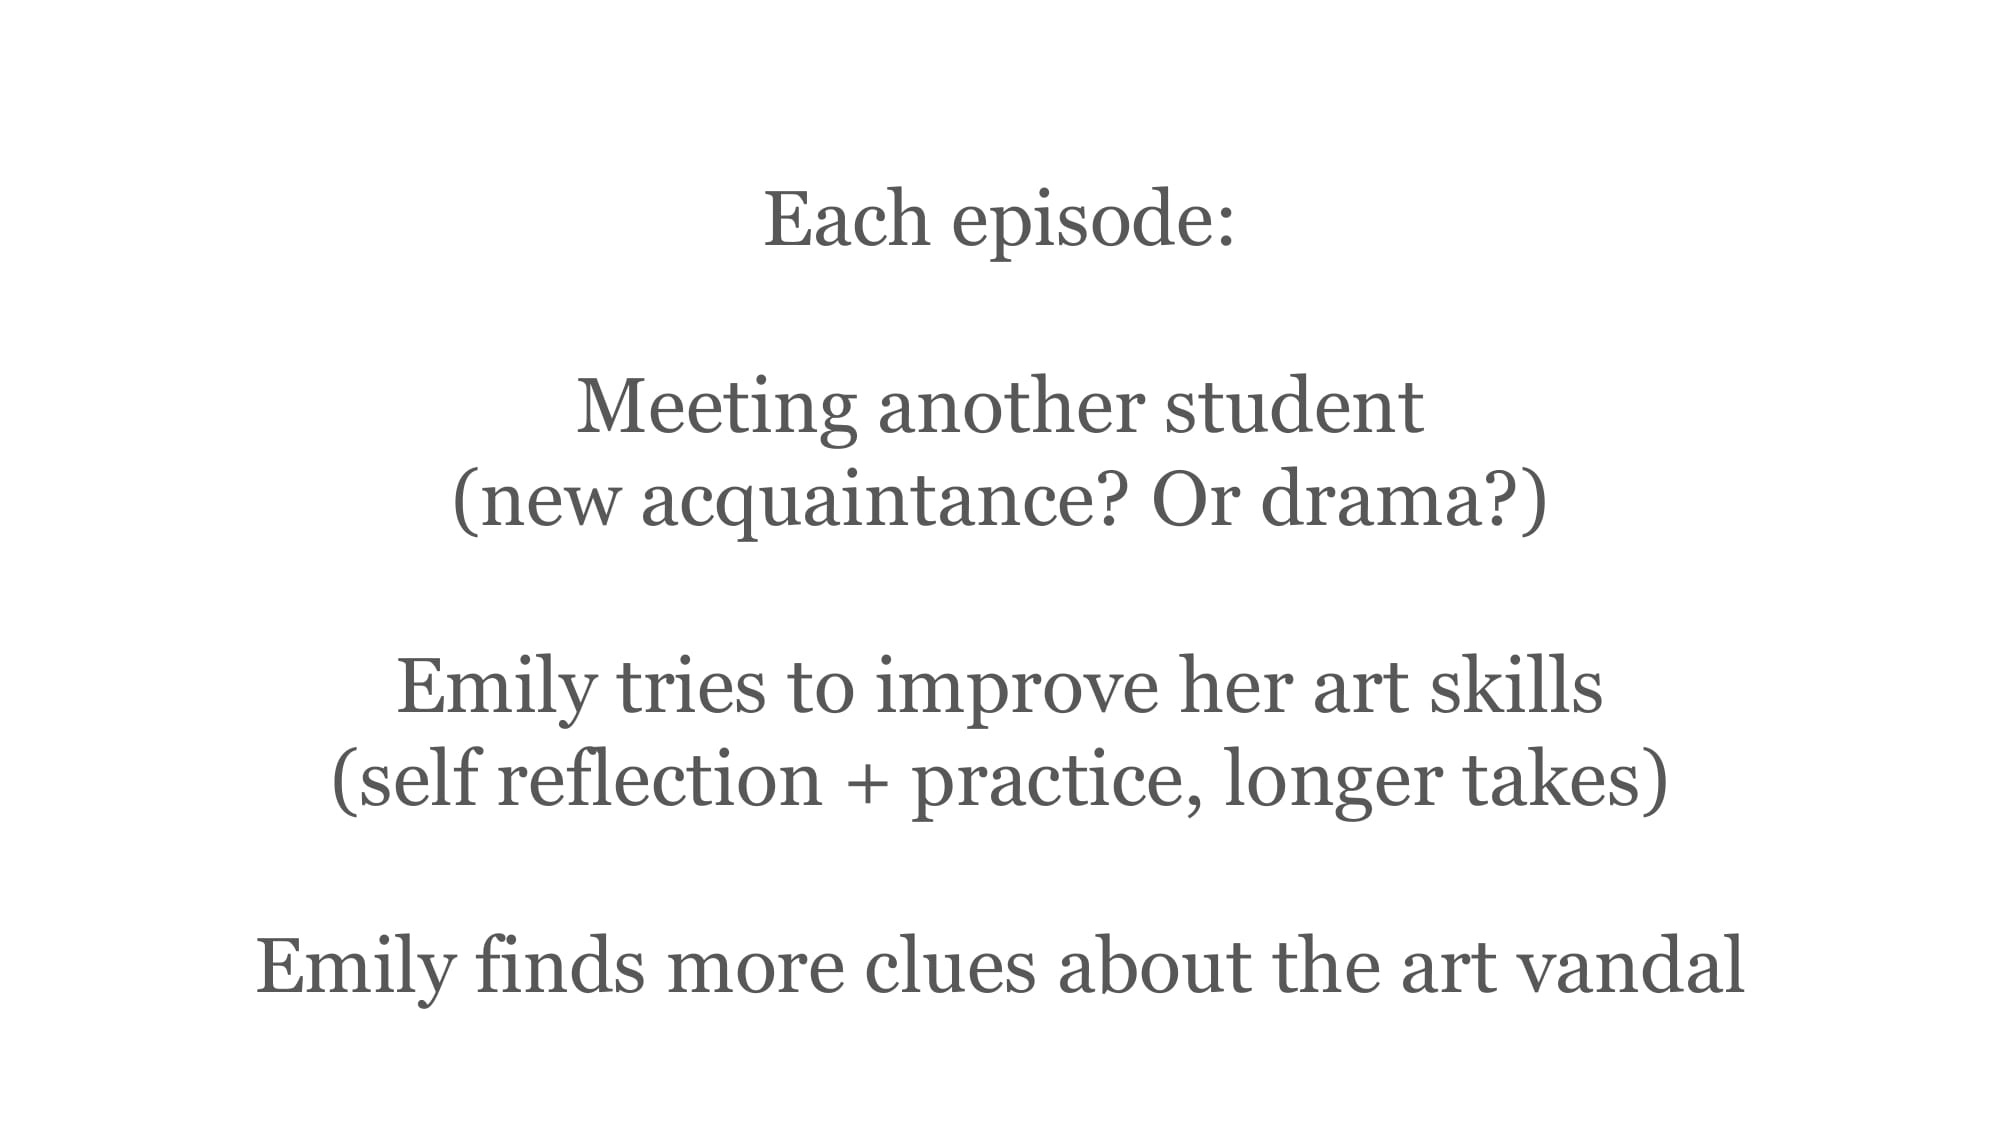 Each episode:
Meeting another student
(new acquaintance? Or drama?)
Emily tries to improve her art skills
(self reflection + practice, longer takes)
Emily finds more clues about the art vandal